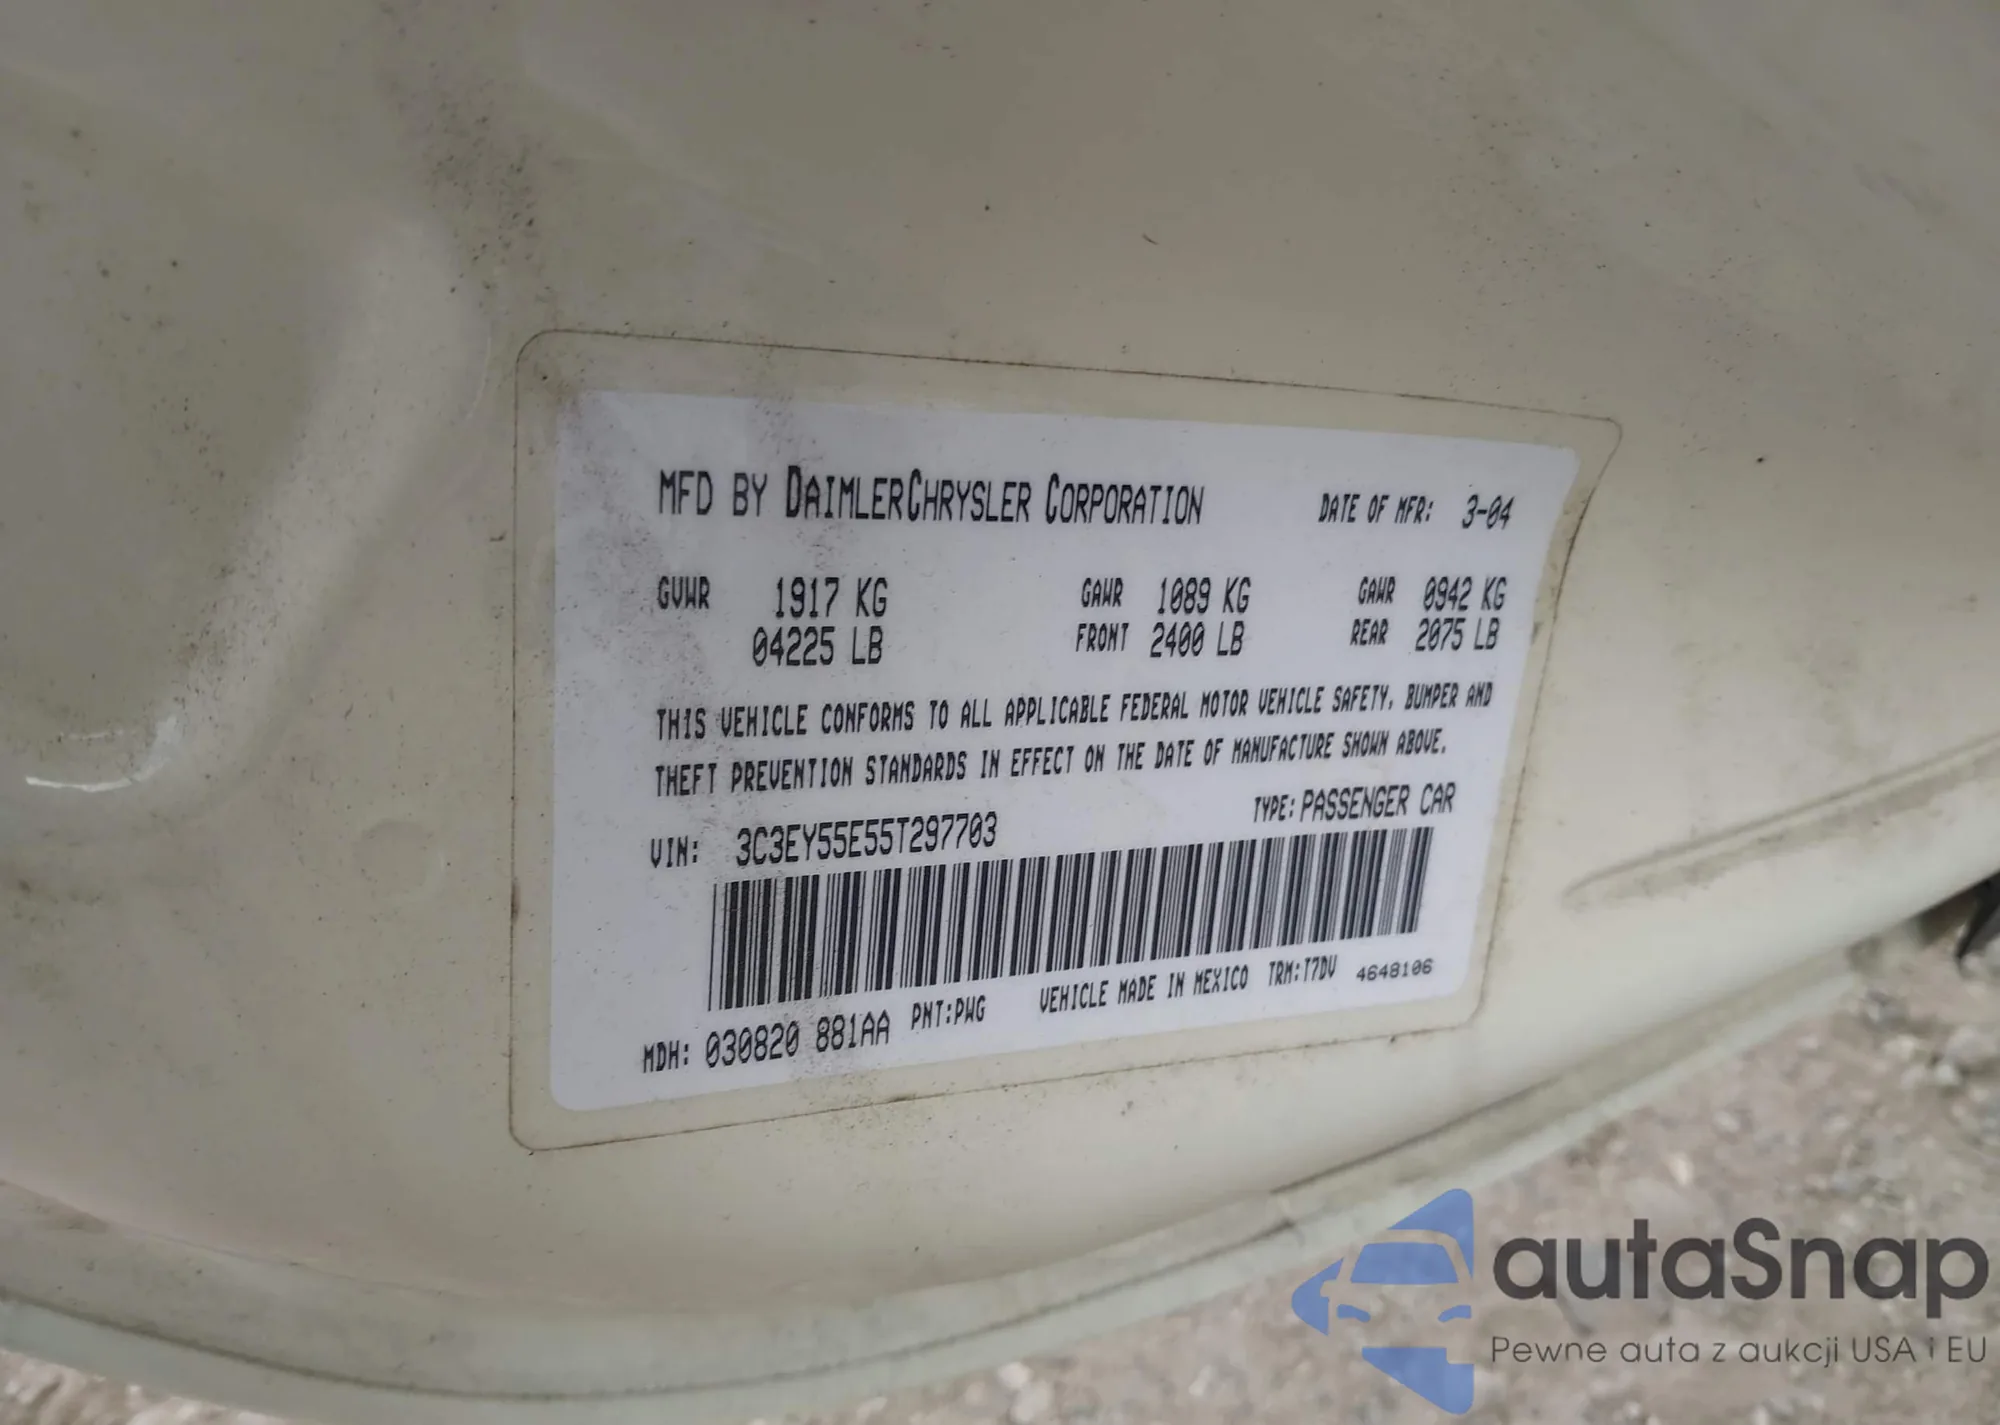 MFD BY DAIMLERCHRYSLER CORPORATION DATE OF MFR: 3-04
GVWR 1917 KG GAWR 1089 KG GAWR 0942 KG
04225 LB FRONT 2400 LB REAR 2075 LB
THIS VEHICLE CONFORMS TO ALL APPLICABLE FEDERAL MOTOR VEHICLE SAFETY, BUMPER AND
THEFT PREVENTION STANDARDS IN EFFECT ON THE DATE OF MANUFACTURE SHOWN ABOVE.
VIN: 3C3EY55E55T297703 TYPE: PASSENGER CAR
MDH: 030820 881AA PNT:PWG VEHICLE MADE IN MEXICO TRM:T7DV 4648106
autaSnap
Pewne auta z aukcji USA i EU